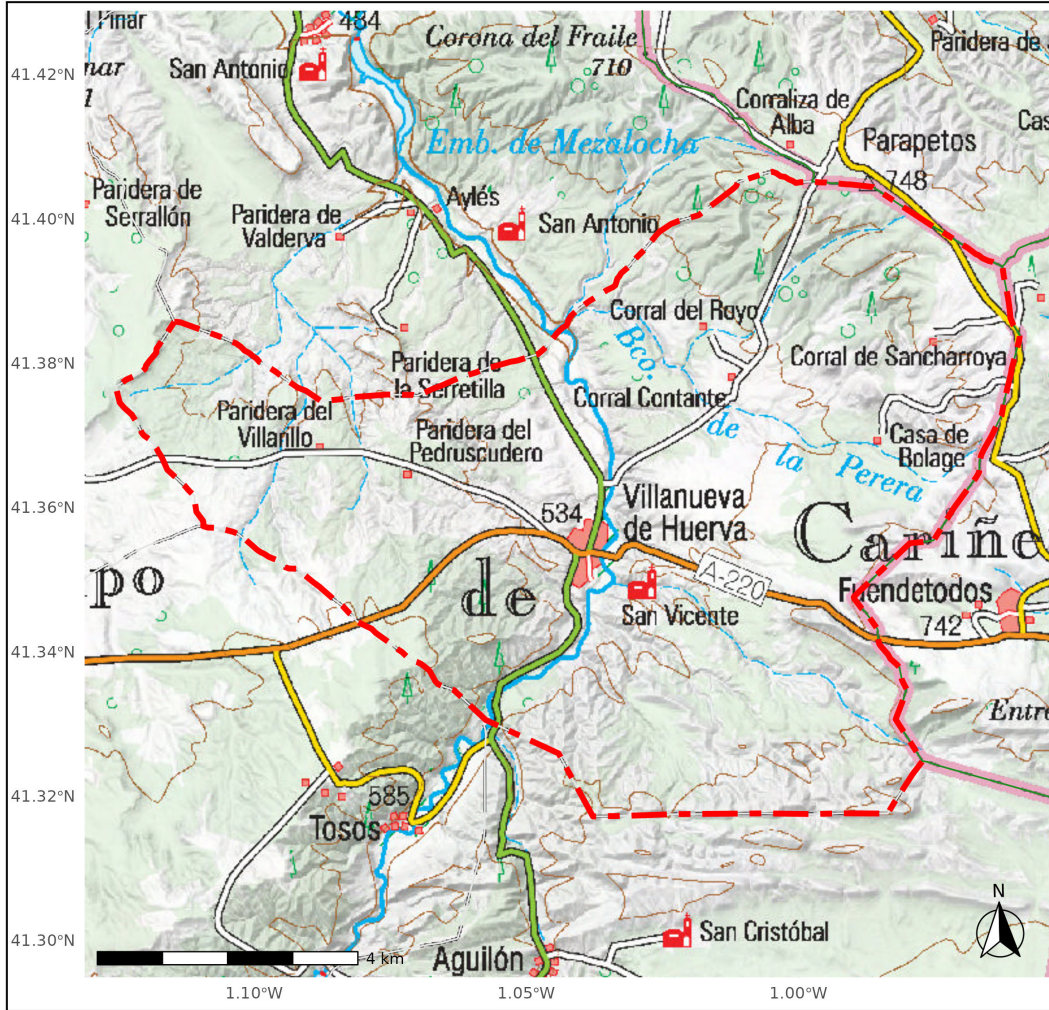 Pinar
484
Corona del Fraile
710
Paridera de
San Antonio
nar
1
Corraliza de
Alba
Cas
Emb. de Mezalocha
Parapetos
748
Paridera de
Serrallón
Aylés
Paridera de
Valderva
San Antonio
Corral del Royo
Bco.
Corral de Sancharroya
Paridera de
la Serretilla
Corral Contante
Paridera del
Villarillo
Paridera del
Pedruscudero
de
la Perera
Casa de
Bolage
534
Villanueva
de Huerva
Cariñe
po
de
A-220
San Vicente
Fuendetodos
742
Entre
585
Tosos
San Cristóbal
Aguilón
N
4 km
41.42°N
41.40°N
41.38°N
41.36°N
41.34°N
41.32°N
41.30°N
1.10°W
1.05°W
1.00°W